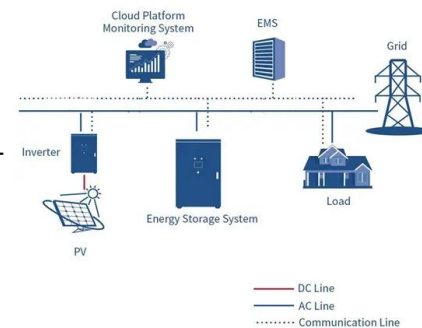 Cloud Platform
Monitoring System
EMS
Grid
Inverter
Energy Storage System
Load
PV
DC Line
AC Line
Communication Line